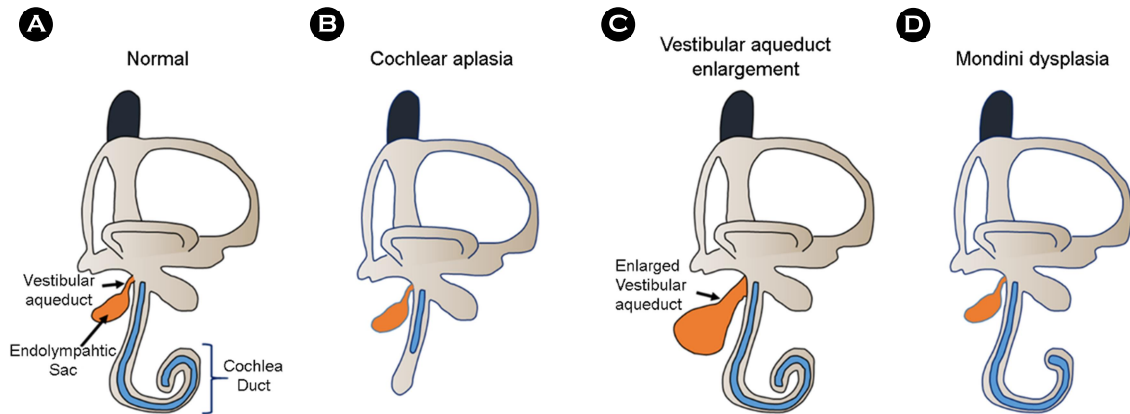 A
Normal
Vestibular
aqueduct
Endolympahtic
Sac
Cochlea
Duct
B
Cochlear aplasia
C
Vestibular aqueduct
enlargement
Enlarged
Vestibular
aqueduct
D
Mondini dysplasia